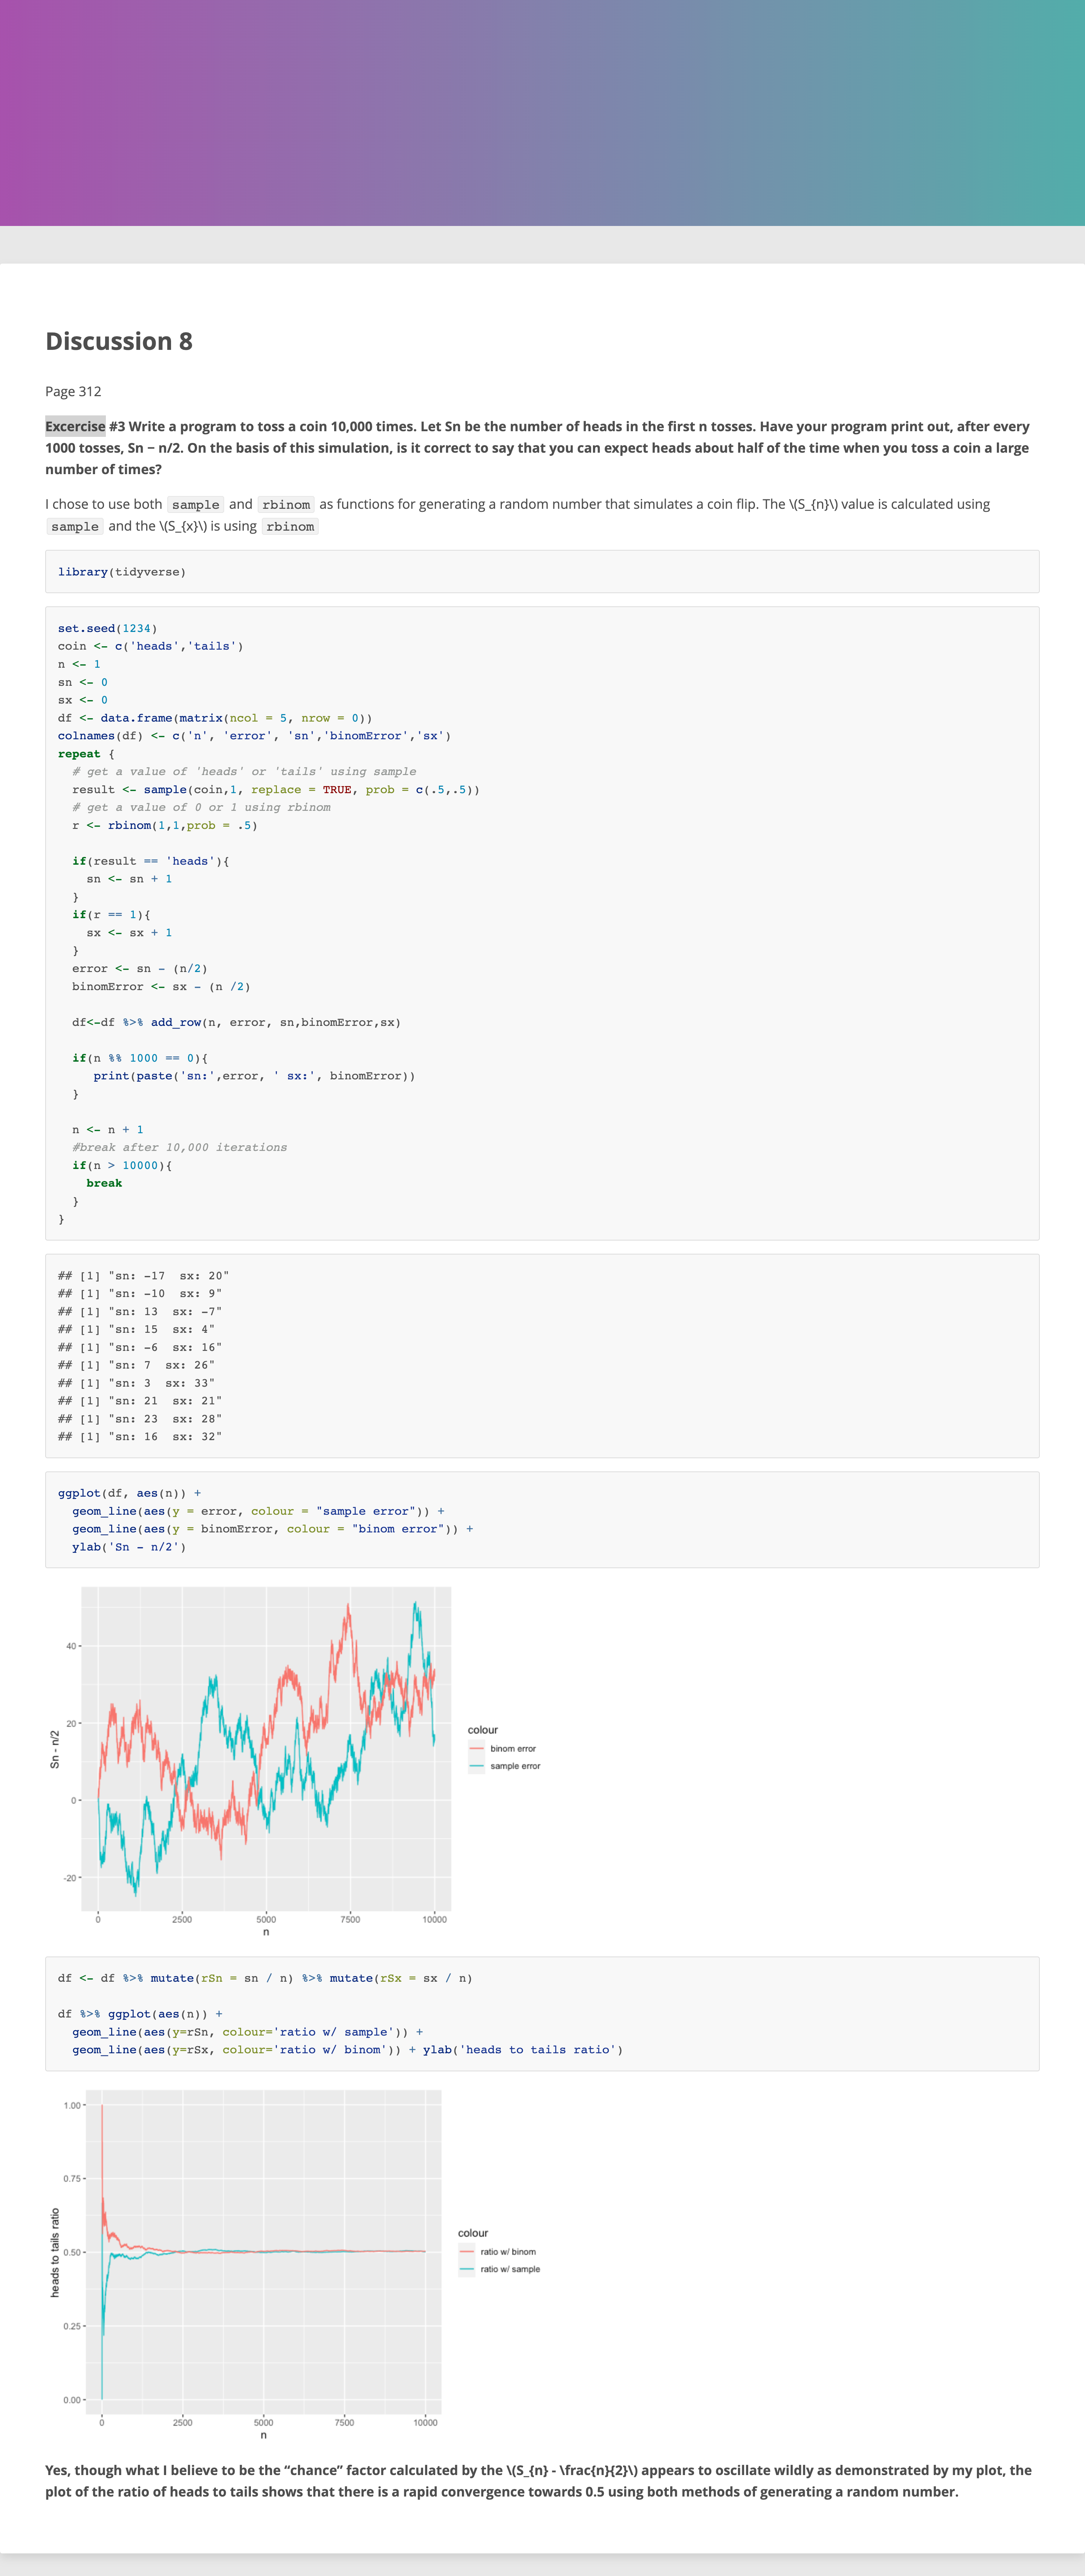 Discussion 8
Page 312
Excercise #3 Write a program to toss a coin 10,000 times. Let Sn be the number of heads in the first n tosses. Have your program print out, after every
1000 tosses, Sn − n/2. On the basis of this simulation, is it correct to say that you can expect heads about half of the time when you toss a coin a large
number of times?
I chose to use both sample and rbinom as functions for generating a random number that simulates a coin flip. The \(S_{n}\) value is calculated using
sample and the \(S_{x}\) is using rbinom
library(tidyverse)
set.seed(1234)
coin <- c('heads','tails')
n <- 1
sn <- 0
sx <- 0
df <- data.frame(matrix(ncol = 5, nrow = 0))
colnames(df) <- c('n', 'error', 'sn','binomError','sx')
repeat {
  # get a value of 'heads' or 'tails' using sample
  result <- sample(coin,1, replace = TRUE, prob = c(.5,.5))
  # get a value of 0 or 1 using rbinom
  r <- rbinom(1,1,prob = .5)
  if(result == 'heads'){
    sn <- sn + 1
  }
  if(r == 1){
    sx <- sx + 1
  }
  error <- sn - (n/2)
  binomError <- sx - (n /2)
  df<-df %>% add_row(n, error, sn,binomError,sx)
  if(n %% 1000 == 0){
     print(paste('sn:',error, ' sx:', binomError))
  }
  n <- n + 1
  #break after 10,000 iterations
  if(n > 10000){
    break
  }
}
## [1] "sn: -17  sx: 20"
## [1] "sn: -10  sx: 9"
## [1] "sn: 13  sx: -7"
## [1] "sn: 15  sx: 4"
## [1] "sn: -6  sx: 16"
## [1] "sn: 7  sx: 26"
## [1] "sn: 3  sx: 33"
## [1] "sn: 21  sx: 21"
## [1] "sn: 23  sx: 28"
## [1] "sn: 16  sx: 32"
ggplot(df, aes(n)) +
  geom_line(aes(y = error, colour = "sample error")) +
  geom_line(aes(y = binomError, colour = "binom error")) +
  ylab('Sn - n/2')
40
20
0
-20
Sn - n/2
0 2500 5000 7500 10000
n
colour
binom error
sample error
df <- df %>% mutate(rSn = sn / n) %>% mutate(rSx = sx / n)
df %>% ggplot(aes(n)) +
  geom_line(aes(y=rSn, colour='ratio w/ sample')) +
  geom_line(aes(y=rSx, colour='ratio w/ binom')) + ylab('heads to tails ratio')
1.00
0.75
0.50
0.25
0.00
heads to tails ratio
0 2500 5000 7500 10000
n
colour
ratio w/ binom
ratio w/ sample
Yes, though what I believe to be the “chance” factor calculated by the \(S_{n} - \frac{n}{2}\) appears to oscillate wildly as demonstrated by my plot, the
plot of the ratio of heads to tails shows that there is a rapid convergence towards 0.5 using both methods of generating a random number.